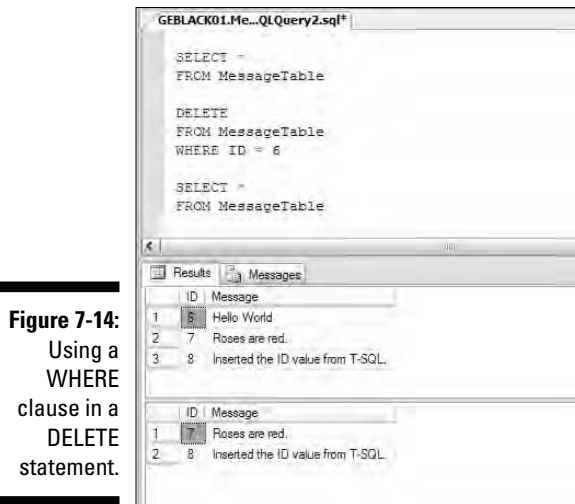 GEBLACK01.Me...QLQuery2.sql*
SELECT *
FROM MessageTable
DELETE
FROM MessageTable
WHERE ID = 6
SELECT *
FROM MessageTable
Results Messages
ID Message
1 6 Hello World
2 7 Roses are red.
3 8 Inserted the ID value from T-SQL.
ID Message
1 7 Roses are red.
2 8 Inserted the ID value from T-SQL.
Figure 7-14:
Using a
WHERE
clause in a
DELETE
statement.